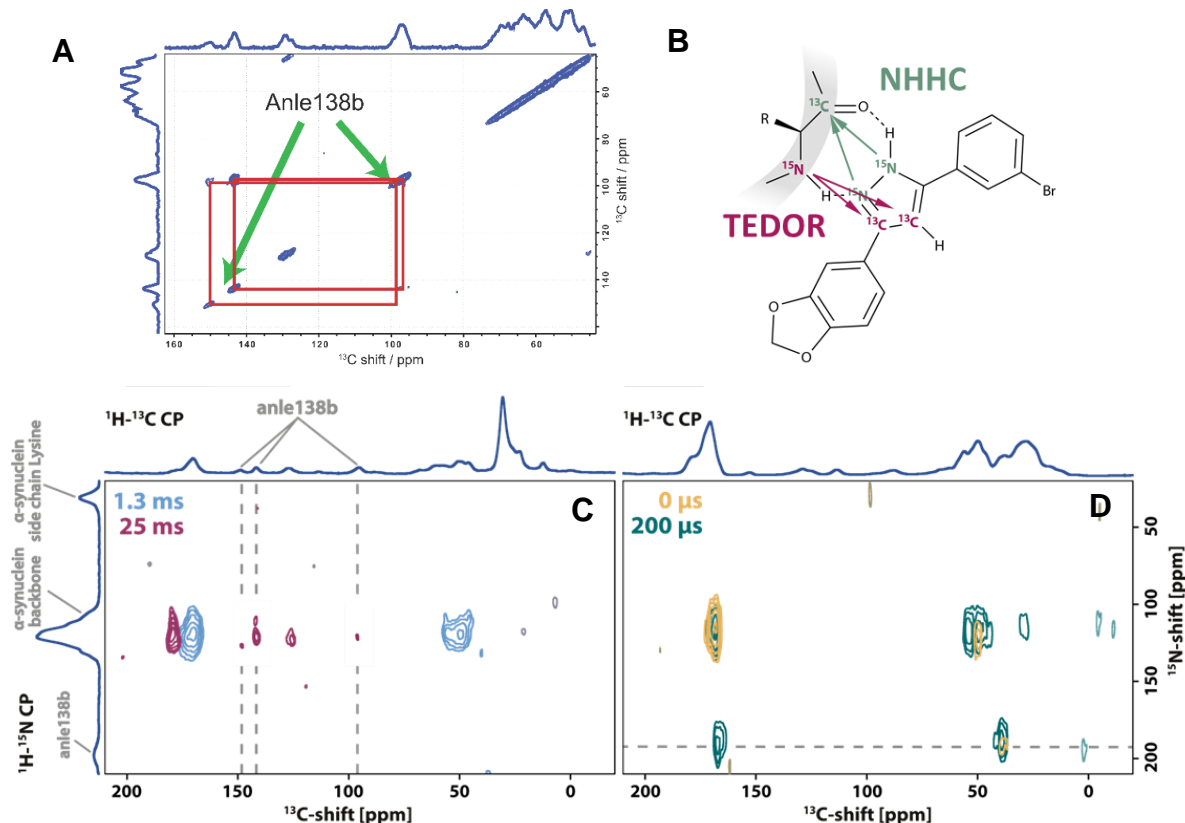 A
Anle138b
60
80
100
120
140
¹³C shift / ppm
160
140
120
100
80
60
¹³C shift / ppm
B
NHHC
¹³C
O
R
H
¹⁵N
¹⁵N
H
¹⁵N
Br
TEDOR
¹³C
¹³C
H
O
O
¹H-¹³C CP
anle138b
α-synuclein
side chain Lysine
α-synuclein
backbone
anle138b
¹H-¹⁵N CP
1.3 ms
25 ms
C
200
150
100
50
0
¹³C-shift [ppm]
¹H-¹³C CP
0 µs
200 µs
D
50
100
150
200
¹⁵N-shift [ppm]
200
150
100
50
0
¹³C-shift [ppm]